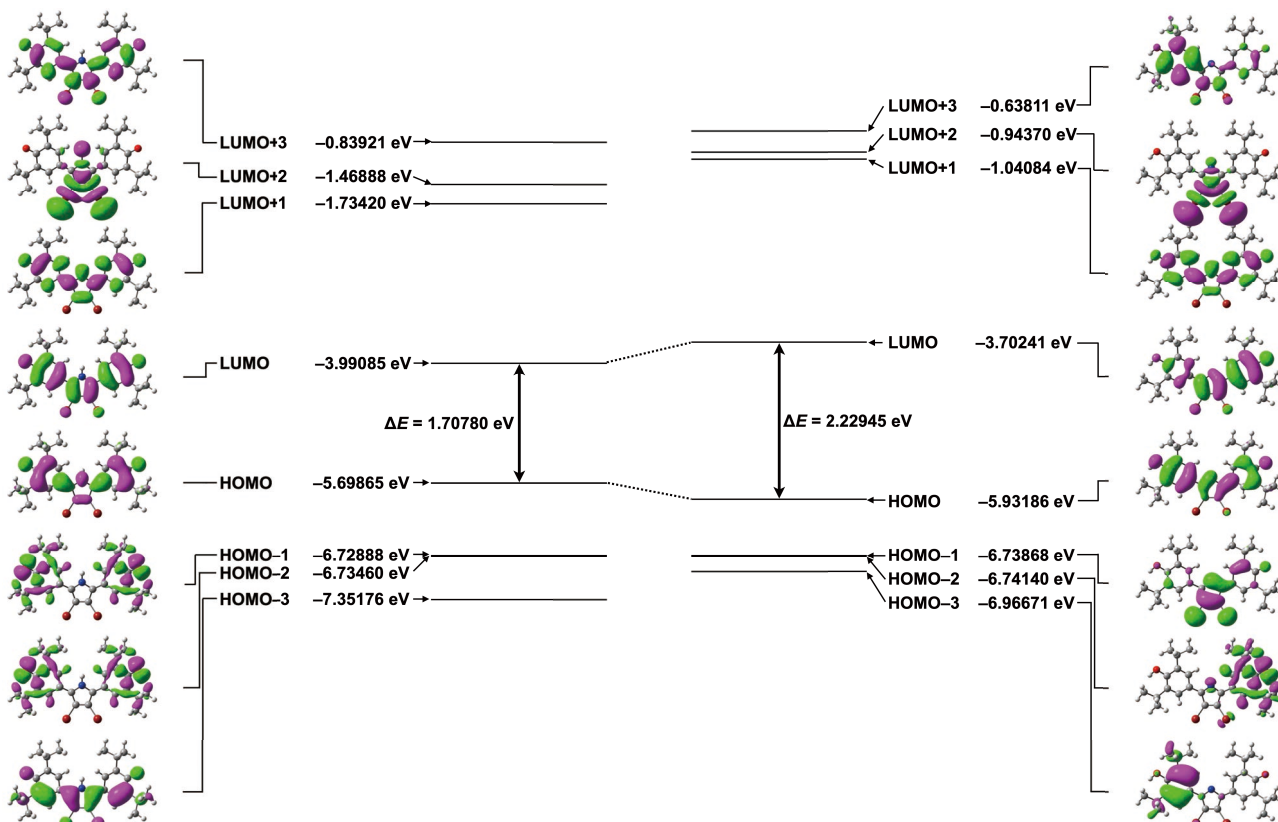 LUMO+3 –0.83921 eV
LUMO+2 –1.46888 eV
LUMO+1 –1.73420 eV
LUMO –3.99085 eV
ΔE = 1.70780 eV
HOMO –5.69865 eV
HOMO–1 –6.72888 eV
HOMO–2 –6.73460 eV
HOMO–3 –7.35176 eV
LUMO+3 –0.63811 eV
LUMO+2 –0.94370 eV
LUMO+1 –1.04084 eV
LUMO –3.70241 eV
ΔE = 2.22945 eV
HOMO –5.93186 eV
HOMO–1 –6.73868 eV
HOMO–2 –6.74140 eV
HOMO–3 –6.96671 eV